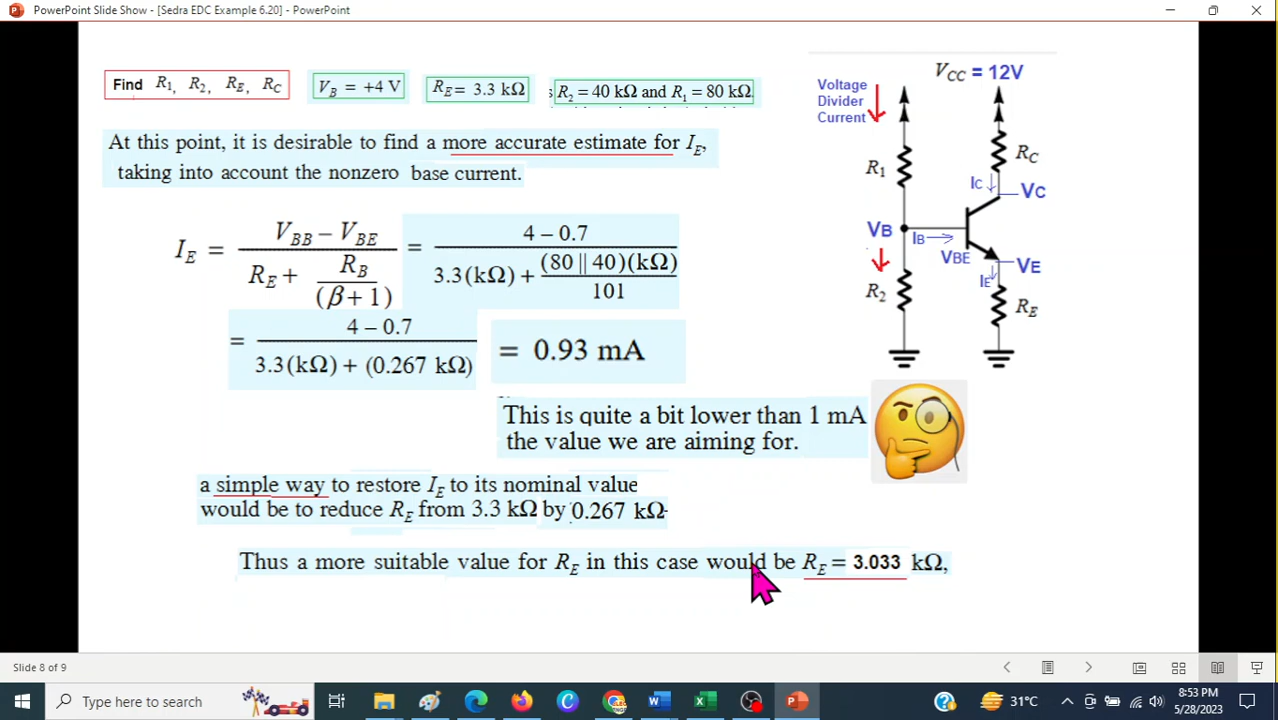 PowerPoint Slide Show - [Sedra EDC Example 6.20] - PowerPoint
Find R1, R2, RE, RC
VB = +4 V
RE = 3.3 kΩ
s R2 = 40 kΩ and R1 = 80 kΩ.
At this point, it is desirable to find a more accurate estimate for IE,
taking into account the nonzero base current.
IE = (VBB – VBE) / (RE + RB/(β + 1)) = (4 – 0.7) / (3.3(kΩ) + (80 || 40)(kΩ)/101)
= (4 – 0.7) / (3.3(kΩ) + (0.267 kΩ)) = 0.93 mA
This is quite a bit lower than 1 mA
the value we are aiming for.
a simple way to restore IE to its nominal value
would be to reduce RE from 3.3 kΩ by 0.267 kΩ
Thus a more suitable value for RE in this case would be RE = 3.033 kΩ,
Voltage
Divider
Current
VCC = 12V
R1
RC
IC
VC
VB
IB
VBE
VE
IE
R2
RE
Slide 8 of 9
Type here to search
31°C
8:53 PM
5/28/2023